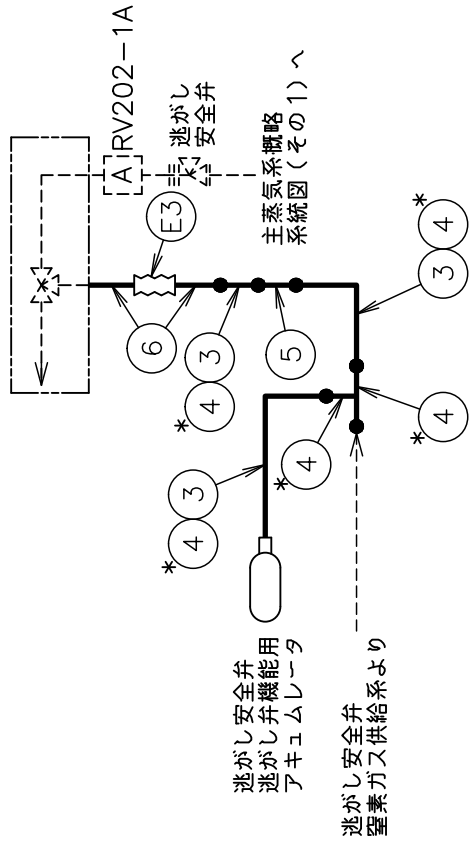 RV202-1A
A
逃がし
安全弁
主蒸気系概略
系統図(その1)へ
E3
6
3
*4
5
3
4*
*4
*4
3
*4
逃がし安全弁
逃がし弁機能用
アキュムレータ
逃がし安全弁
窒素ガス供給系より